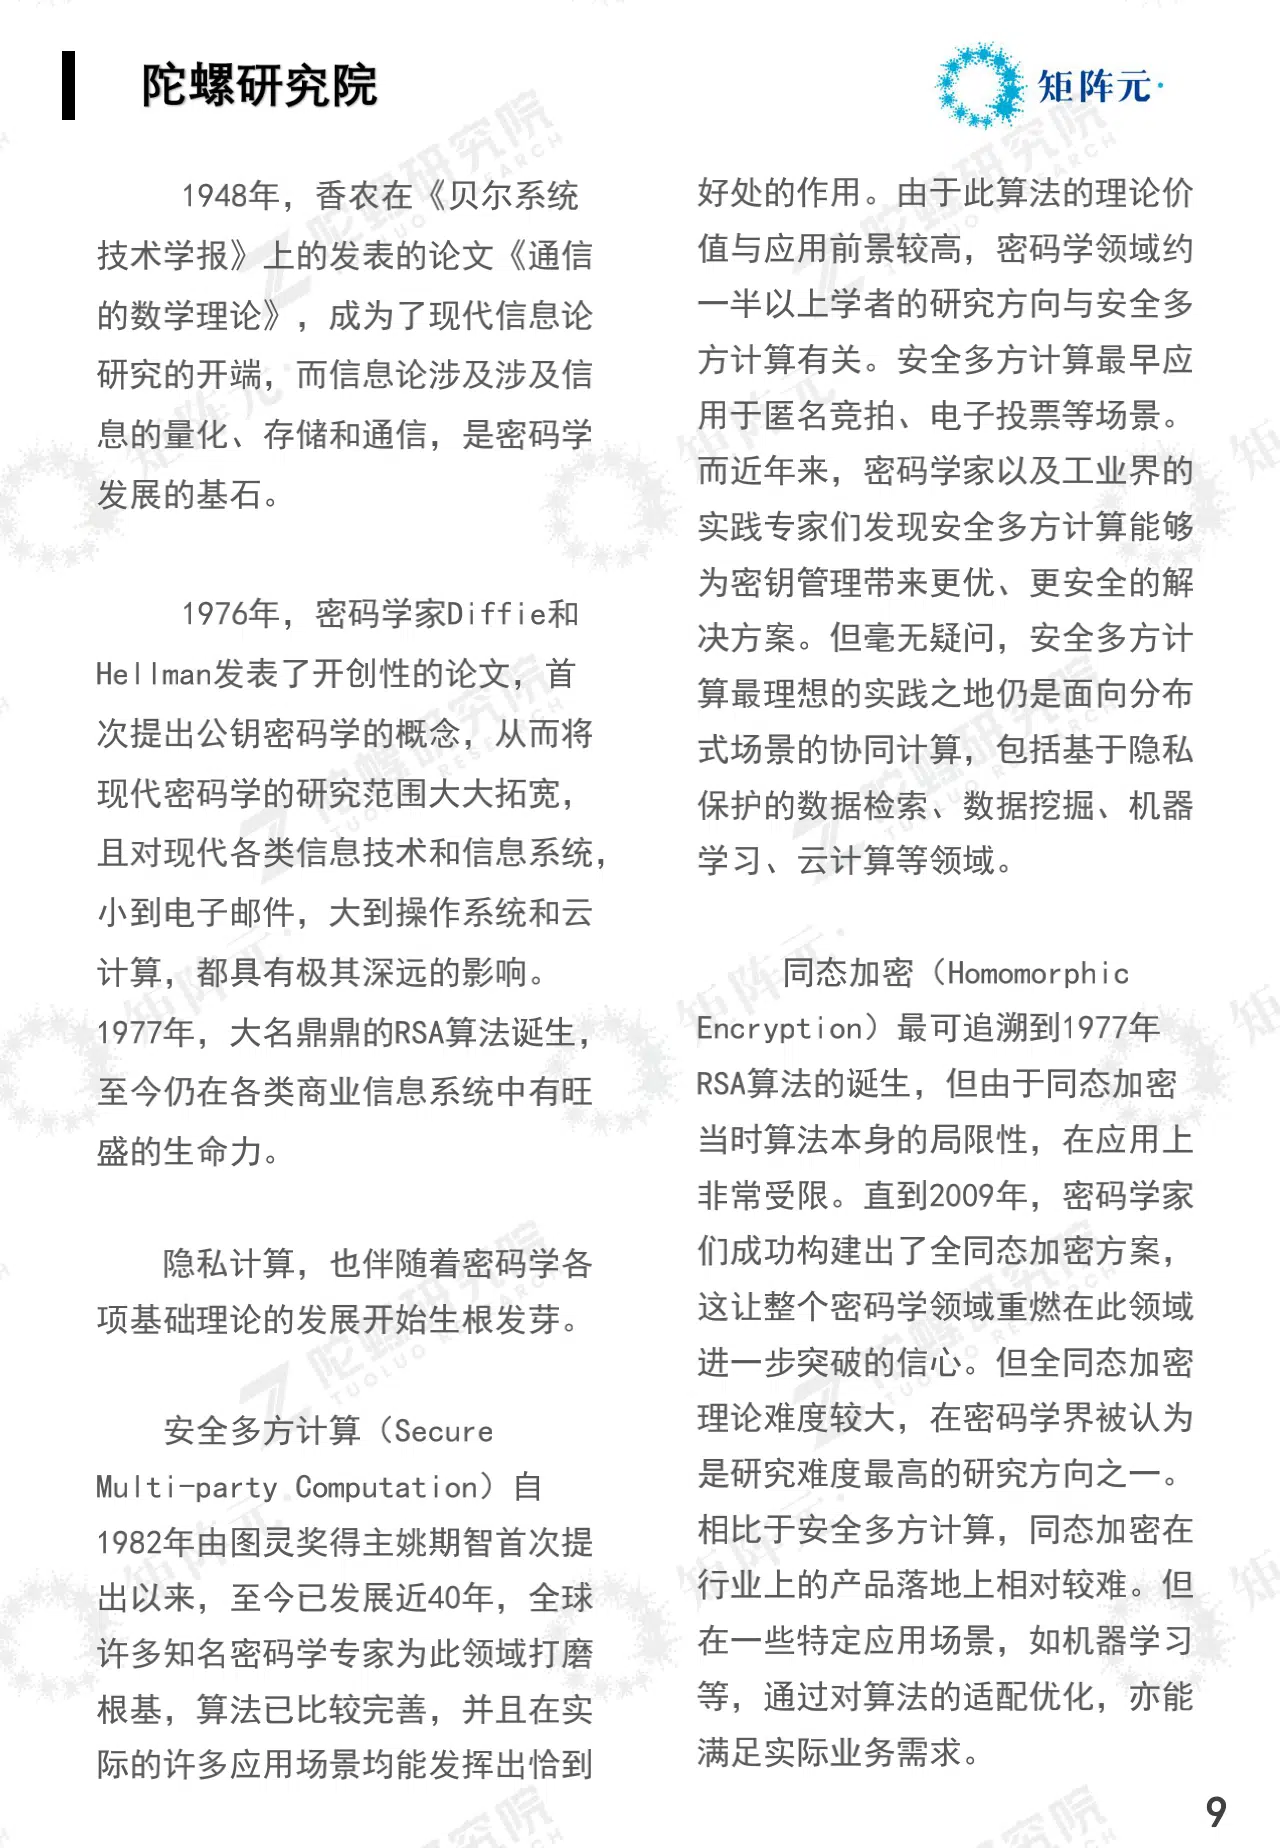 陀螺研究院
矩阵元
1948年，香农在《贝尔系统
技术学报》上的发表的论文《通信
的数学理论》，成为了现代信息论
研究的开端，而信息论涉及涉及信
息的量化、存储和通信，是密码学
发展的基石。
1976年，密码学家Diffie和
Hellman发表了开创性的论文，首
次提出公钥密码学的概念，从而将
现代密码学的研究范围大大拓宽，
且对现代各类信息技术和信息系统，
小到电子邮件，大到操作系统和云
计算，都具有极其深远的影响。
1977年，大名鼎鼎的RSA算法诞生，
至今仍在各类商业信息系统中有旺
盛的生命力。
隐私计算，也伴随着密码学各
项基础理论的发展开始生根发芽。
安全多方计算（Secure
Multi-party Computation）自
1982年由图灵奖得主姚期智首次提
出以来，至今已发展近40年，全球
许多知名密码学专家为此领域打磨
根基，算法已比较完善，并且在实
际的许多应用场景均能发挥出恰到
好处的作用。由于此算法的理论价
值与应用前景较高，密码学领域约
一半以上学者的研究方向与安全多
方计算有关。安全多方计算最早应
用于匿名竞拍、电子投票等场景。
而近年来，密码学家以及工业界的
实践专家们发现安全多方计算能够
为密钥管理带来更优、更安全的解
决方案。但毫无疑问，安全多方计
算最理想的实践之地仍是面向分布
式场景的协同计算，包括基于隐私
保护的数据检索、数据挖掘、机器
学习、云计算等领域。
同态加密（Homomorphic
Encryption）最可追溯到1977年
RSA算法的诞生，但由于同态加密
当时算法本身的局限性，在应用上
非常受限。直到2009年，密码学家
们成功构建出了全同态加密方案，
这让整个密码学领域重燃在此领域
进一步突破的信心。但全同态加密
理论难度较大，在密码学界被认为
是研究难度最高的研究方向之一。
相比于安全多方计算，同态加密在
行业上的产品落地上相对较难。但
在一些特定应用场景，如机器学习
等，通过对算法的适配优化，亦能
满足实际业务需求。
9